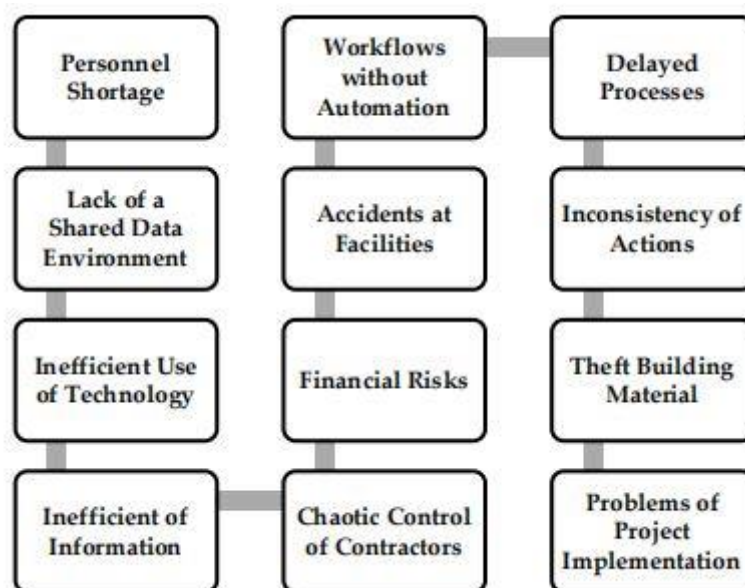 Personnel
Shortage
Lack of a
Shared Data
Environment
Inefficient Use
of Technology
Inefficient of
Information
Chaotic Control
of Contractors
Financial Risks
Accidents at
Facilities
Workflows
without
Automation
Delayed
Processes
Inconsistency of
Actions
Theft Building
Material
Problems of
Project
Implementation